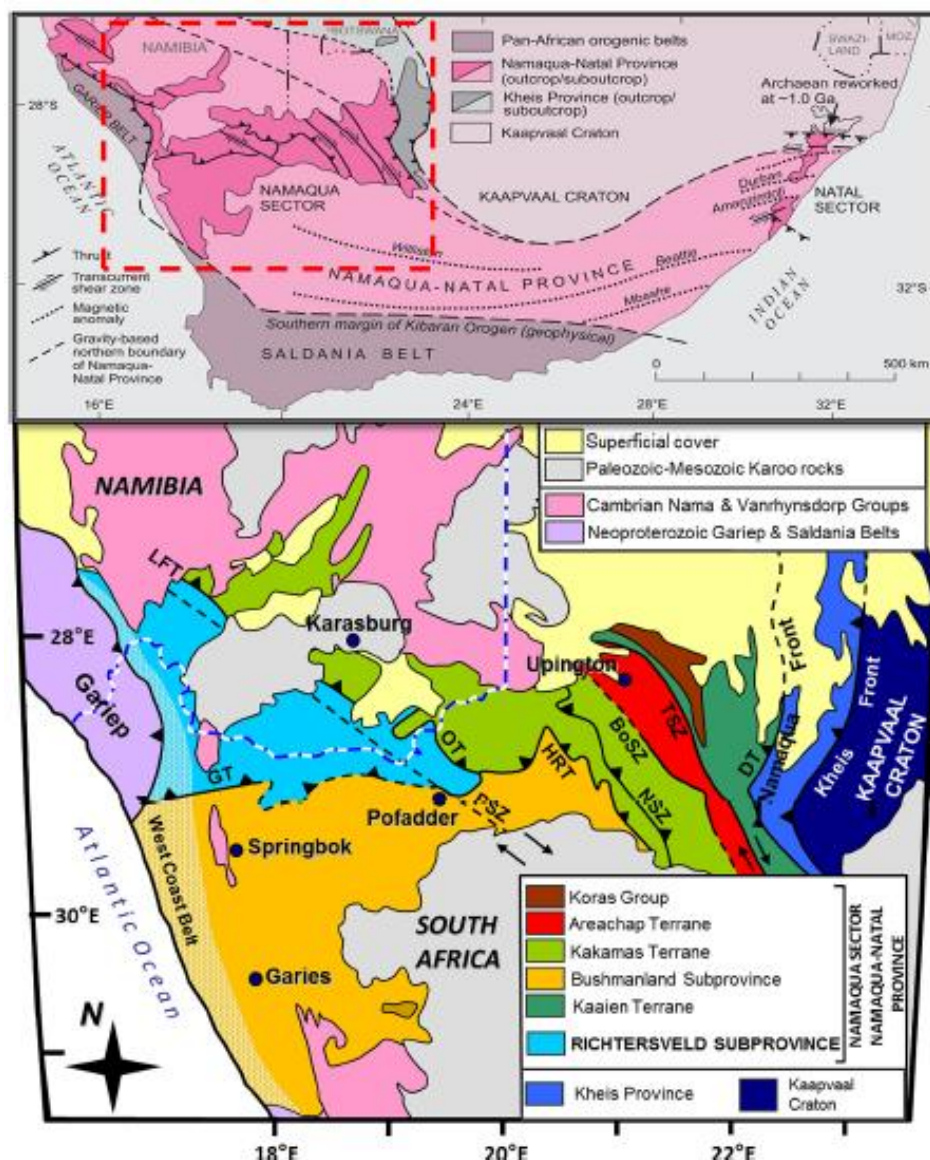 NAMIBIA
BOTSWANA
SWAZI-
LAND
MOZ.
Pan-African orogenic belts
Namaqua-Natal Province
(outcrop/suboutcrop)
Kheis Province (outcrop/
suboutcrop)
Kaapvaal Craton
Archaean reworked
at ~1.0 Ga
28°S
GARIEP BELT
ATLANTIC
OCEAN
NAMAQUA
SECTOR
KAAPVAAL CRATON
Durban
NATAL
SECTOR
Williston
Beattie
Mbashe
NAMAQUA-NATAL PROVINCE
INDIAN
OCEAN
32°S
Thrust
Transcurrent
shear zone
Magnetic
anomaly
Gravity-based
northern boundary
of Namaqua-
Natal Province
Southern margin of Kibaran Orogen (geophysical)
SALDANIA BELT
0
500 km
16°E
24°E
28°E
32°E
Superficial cover
Paleozoic-Mesozoic Karoo rocks
Cambrian Nama & Vanrhynsdorp Groups
Neoproterozoic Gariep & Saldania Belts
NAMIBIA
LFT
28°E
Karasburg
Upington
Gariep
GT
OT
HRT
BoSZ
TSZ
NSZ
DT
Namaqua
Front
Kheis
Front
KAAPVAAL
CRATON
Pofadder
PSZ
Springbok
West Coast Belt
Atlantic Ocean
30°E
Garies
SOUTH
AFRICA
N
Koras Group
Areachap Terrane
Kakamas Terrane
Bushmanland Subprovince
Kaaien Terrane
RICHTERSVELD SUBPROVINCE
NAMAQUA SECTOR
NAMAQUA-NATAL
PROVINCE
Kheis Province
Kaapvaal
Craton
18°E
20°E
22°E